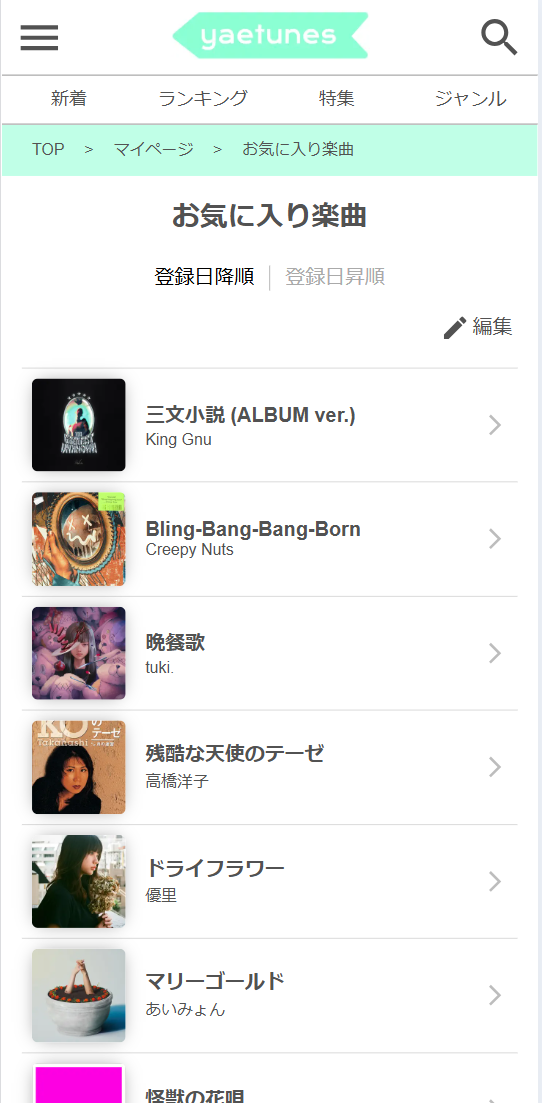 yaetunes
新着 ランキング 特集 ジャンル
TOP > マイページ > お気に入り楽曲
お気に入り楽曲
登録日降順 登録日昇順
編集
三文小説 (ALBUM ver.)
King Gnu
Bling-Bang-Bang-Born
Creepy Nuts
晩餐歌
tuki.
のテーゼ
Takahashi
残酷な天使のテーゼ
高橋洋子
ドライフラワー
優里
マリーゴールド
あいみょん
怪獣の花唄